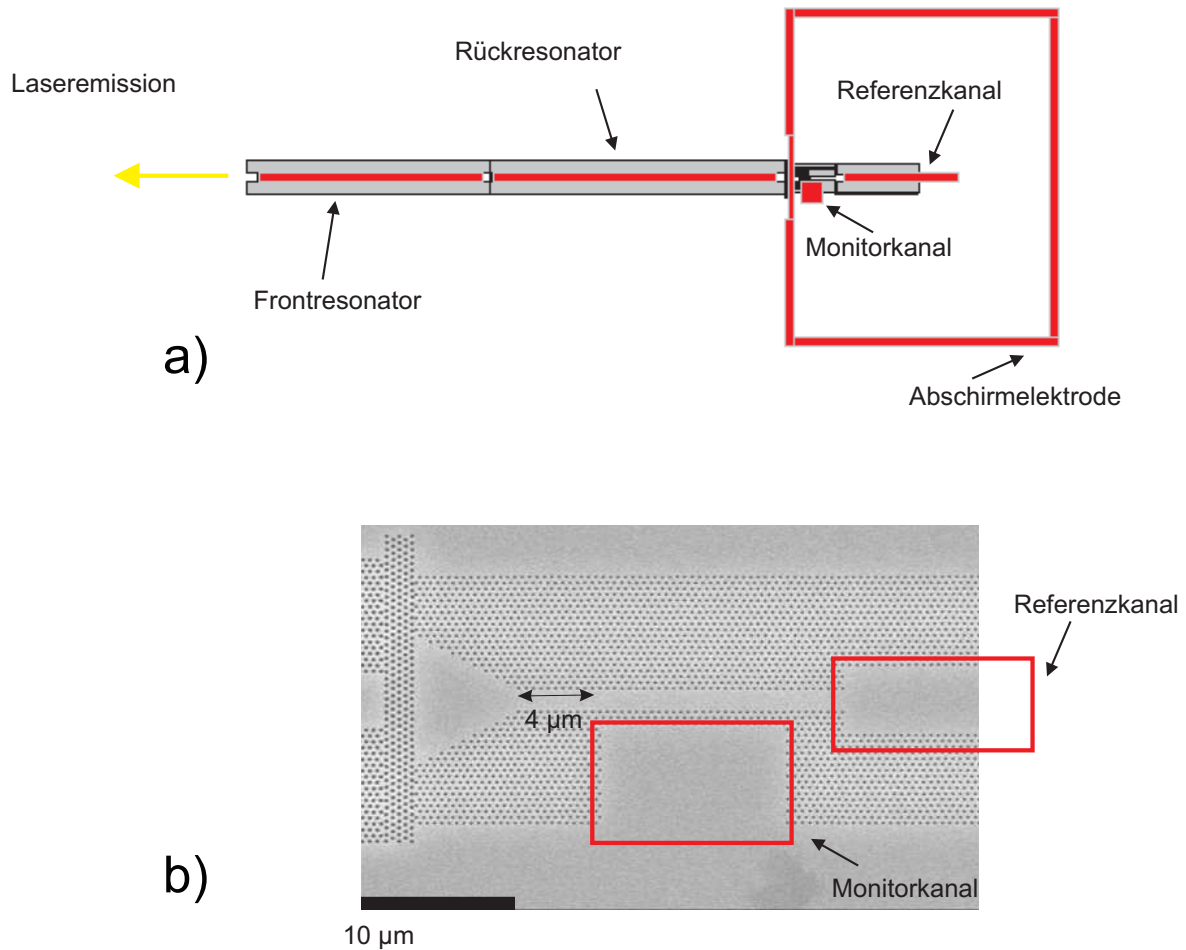 Rückresonator
Laseremission
Referenzkanal
Monitorkanal
Frontresonator
a)
Abschirmelektrode
Referenzkanal
4 µm
b)
Monitorkanal
10 µm